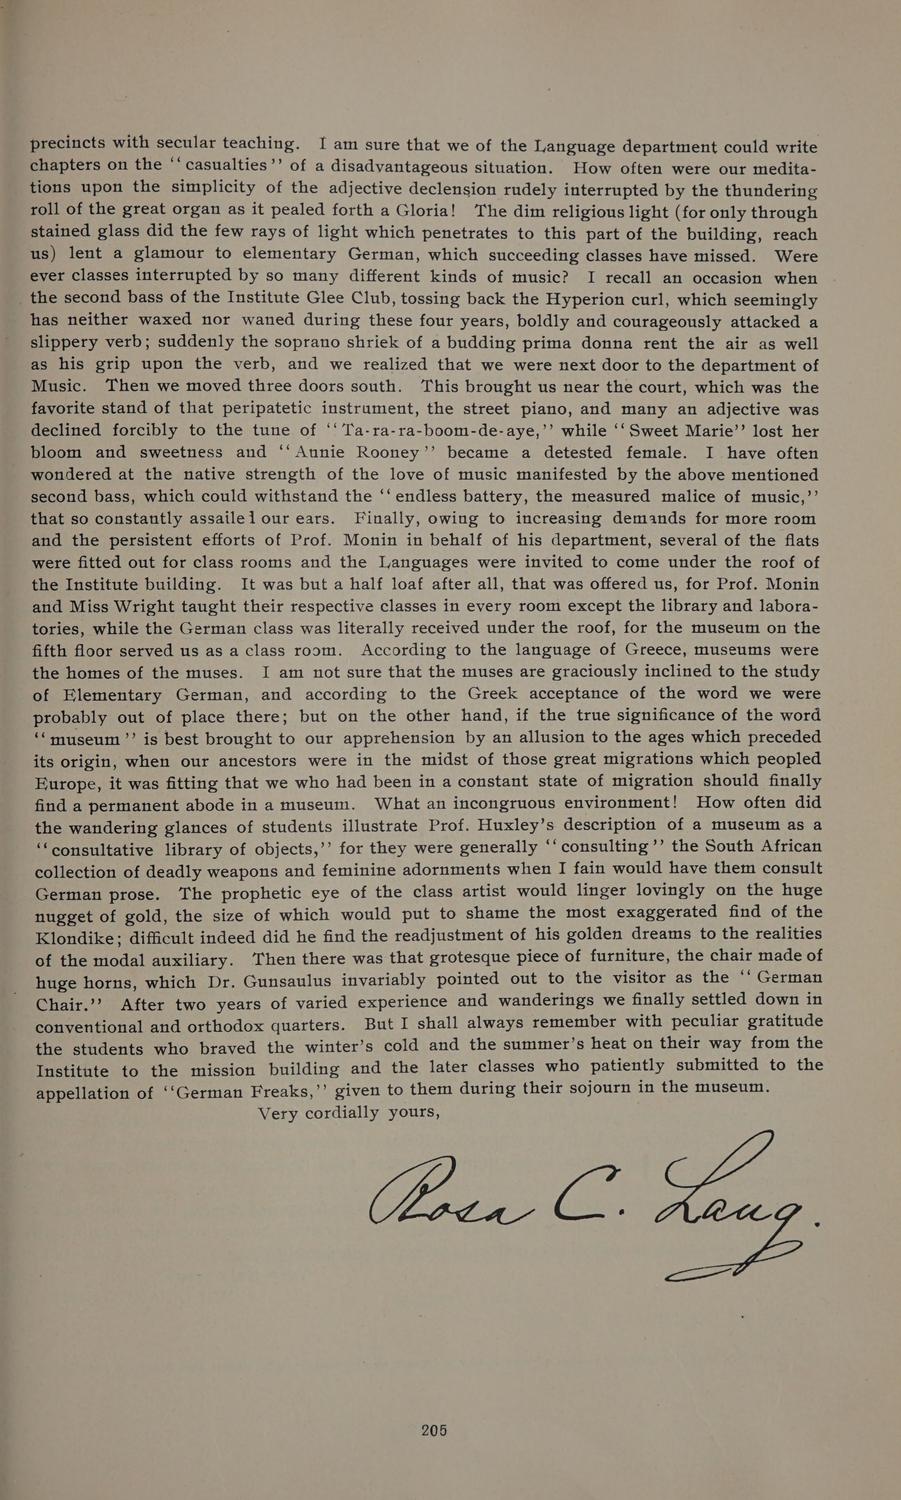 precincts with secular teaching. I am sure that we of the Language department could write
chapters on the ‘‘casualties’’ of a disadvantageous situation. How often were our medita-
tions upon the simplicity of the adjective declension rudely interrupted by the thundering
roll of the great organ as it pealed forth a Gloria! The dim religious light (for only through
stained glass did the few rays of light which penetrates to this part of the building, reach
us) lent a glamour to elementary German, which succeeding classes have missed. Were
ever classes interrupted by so many different kinds of music? I recall an occasion when
the second bass of the Institute Glee Club, tossing back the Hyperion curl, which seemingly
has neither waxed nor waned during these four years, boldly and courageously attacked a
slippery verb; suddenly the soprano shriek of a budding prima donna rent the air as well
as his grip upon the verb, and we realized that we were next door to the department of
Music. Then we moved three doors south. This brought us near the court, which was the
favorite stand of that peripatetic instrument, the street piano, and many an adjective was
declined forcibly to the tune of ‘‘Ta-ra-ra-boom-de-aye,’’ while ‘‘Sweet Marie’’ lost her
bloom and sweetness and ‘‘Annie Rooney’’ became a detested female. I have often
wondered at the native strength of the love of music manifested by the above mentioned
second bass, which could withstand the ‘‘endless battery, the measured malice of music,’’
that so constantly assailed our ears. Finally, owing to increasing demands for more room
and the persistent efforts of Prof. Monin in behalf of his department, several of the flats
were fitted out for class rooms and the Languages were invited to come under the roof of
the Institute building. It was but a half loaf after all, that was offered us, for Prof. Monin
and Miss Wright taught their respective classes in every room except the library and labora-
tories, while the German class was literally received under the roof, for the museum on the
fifth floor served us as a class room. According to the language of Greece, museums were
the homes of the muses. I am not sure that the muses are graciously inclined to the study
of Elementary German, and according to the Greek acceptance of the word we were
probably out of place there; but on the other hand, if the true significance of the word
‘‘museum’’ is best brought to our apprehension by an allusion to the ages which preceded
its origin, when our ancestors were in the midst of those great migrations which peopled
Europe, it was fitting that we who had been in a constant state of migration should finally
find a permanent abode in a museum. What an incongruous environment! How often did
the wandering glances of students illustrate Prof. Huxley’s description of a museum as a
‘‘consultative library of objects,’’ for they were generally ‘‘consulting’’ the South African
collection of deadly weapons and feminine adornments when I fain would have them consult
German prose. The prophetic eye of the class artist would linger lovingly on the huge
nugget of gold, the size of which would put to shame the most exaggerated find of the
Klondike; difficult indeed did he find the readjustment of his golden dreams to the realities
of the modal auxiliary. Then there was that grotesque piece of furniture, the chair made of
huge horns, which Dr. Gunsaulus invariably pointed out to the visitor as the ‘‘German
Chair.’’ After two years of varied experience and wanderings we finally settled down in
conventional and orthodox quarters. But I shall always remember with peculiar gratitude
the students who braved the winter’s cold and the summer’s heat on their way from the
Institute to the mission building and the later classes who patiently submitted to the
appellation of ‘‘German Freaks,’’ given to them during their sojourn in the museum.
Very cordially yours,
Rosa C. Lang.
205